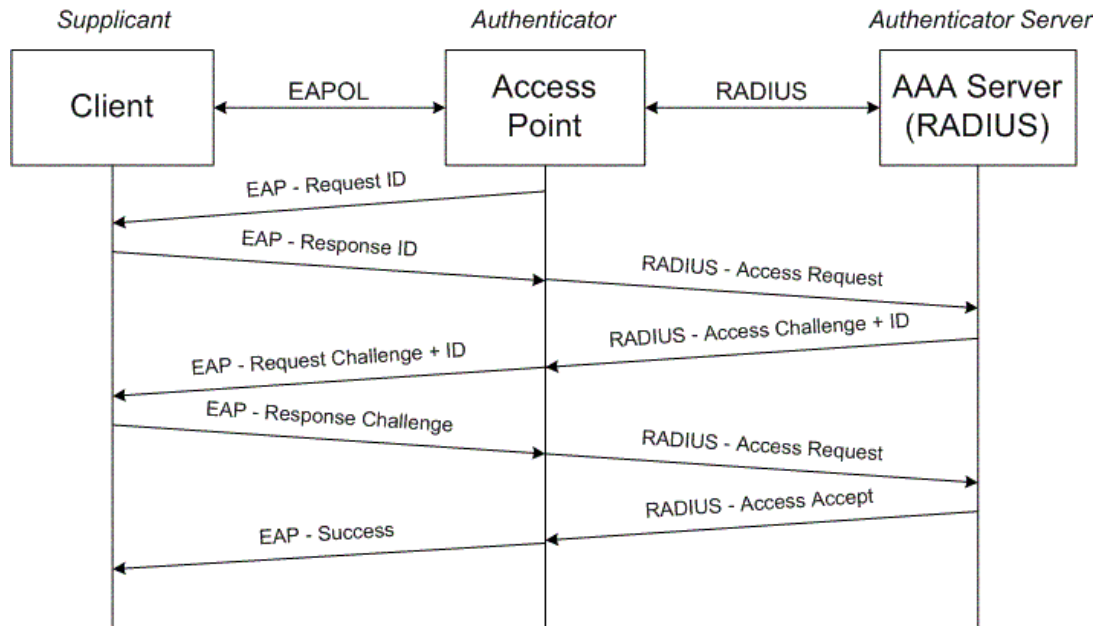 Supplicant
Authenticator
Authenticator Server
Client
EAPOL
Access
Point
RADIUS
AAA Server
(RADIUS)
EAP - Request ID
EAP - Response ID
RADIUS - Access Request
RADIUS - Access Challenge + ID
EAP - Request Challenge + ID
EAP - Response Challenge
RADIUS - Access Request
RADIUS - Access Accept
EAP - Success